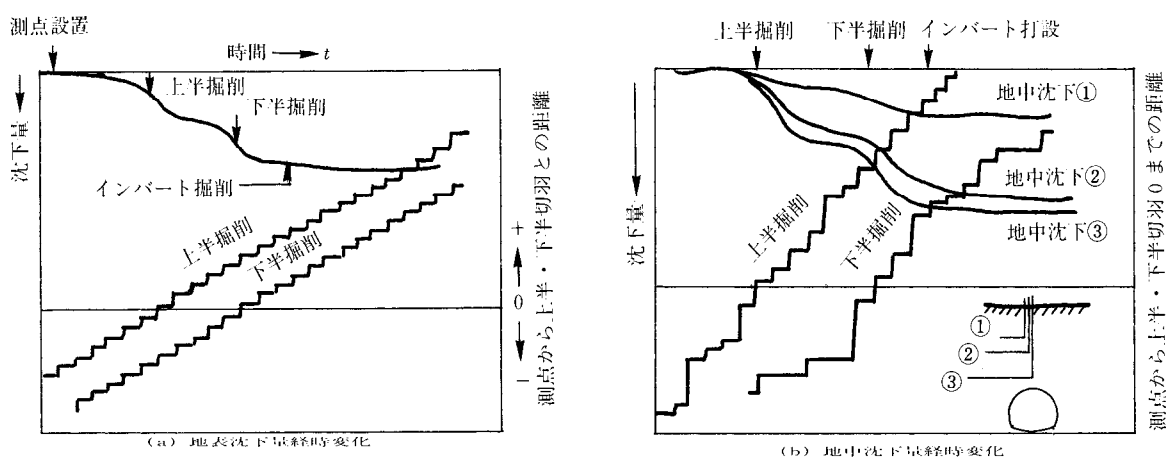 測点設置
時間 → t
上半掘削
下半掘削
インバート掘削
沈下量
上半掘削
下半掘削
+
0
−
測点から上半・下半切羽との距離
(a) 地表沈下量経時変化
上半掘削
下半掘削
インバート打設
地中沈下①
地中沈下②
地中沈下③
沈下量
上半掘削
下半掘削
①
②
③
測点から上半・下半切羽0までの距離
(b) 地中沈下量経時変化